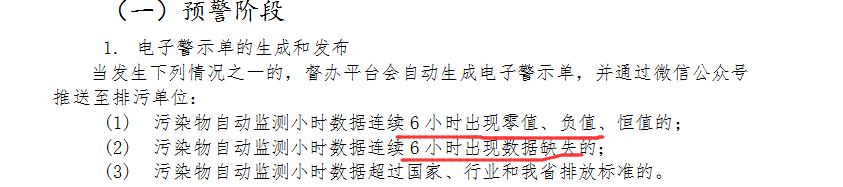 （一）预警阶段
1. 电子警示单的生成和发布
当发生下列情况之一的，督办平台会自动生成电子警示单，并通过微信公众号
推送至排污单位：
(1) 污染物自动监测小时数据连续 6 小时出现零值、负值、恒值的；
(2) 污染物自动监测小时数据连续 6 小时出现数据缺失的；
(3) 污染物自动监测小时数据超过国家、行业和我省排放标准的。